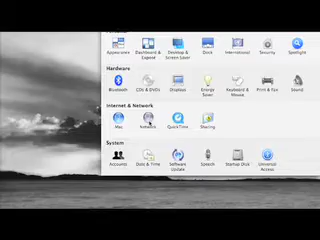 Appearance Dashboard & Exposé Desktop & Screen Saver Dock International Security Spotlight
Hardware
Bluetooth CDs & DVDs Displays Energy Saver Keyboard & Mouse Print & Fax Sound
Internet & Network
.Mac Network QuickTime Sharing
System
Accounts Date & Time Software Update Speech Startup Disk Universal Access